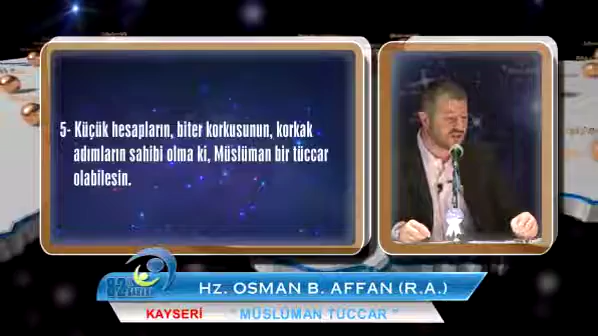 5- Küçük hesapların, biter korkusunun, korkak
adımların sahibi olma ki, Müslüman bir tüccar
olabilesin.
Hz. OSMAN B. AFFAN (R.A.)
KAYSERİ " MÜSLÜMAN TÜCCAR "